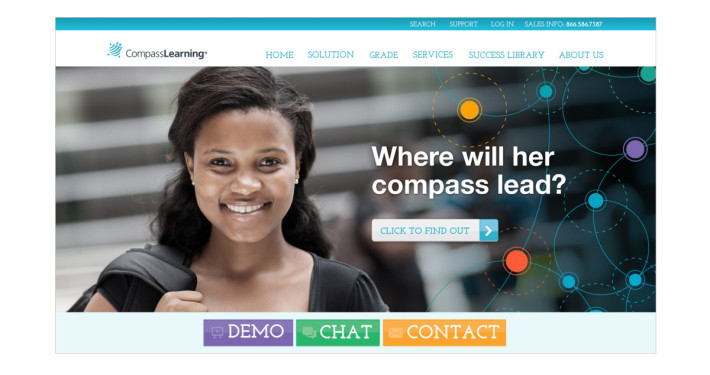 SEARCH SUPPORT LOG IN SALES INFO: 866.586.7387
CompassLearning®
HOME SOLUTION GRADE SERVICES SUCCESS LIBRARY ABOUT US
Where will her
compass lead?
CLICK TO FIND OUT
DEMO CHAT CONTACT